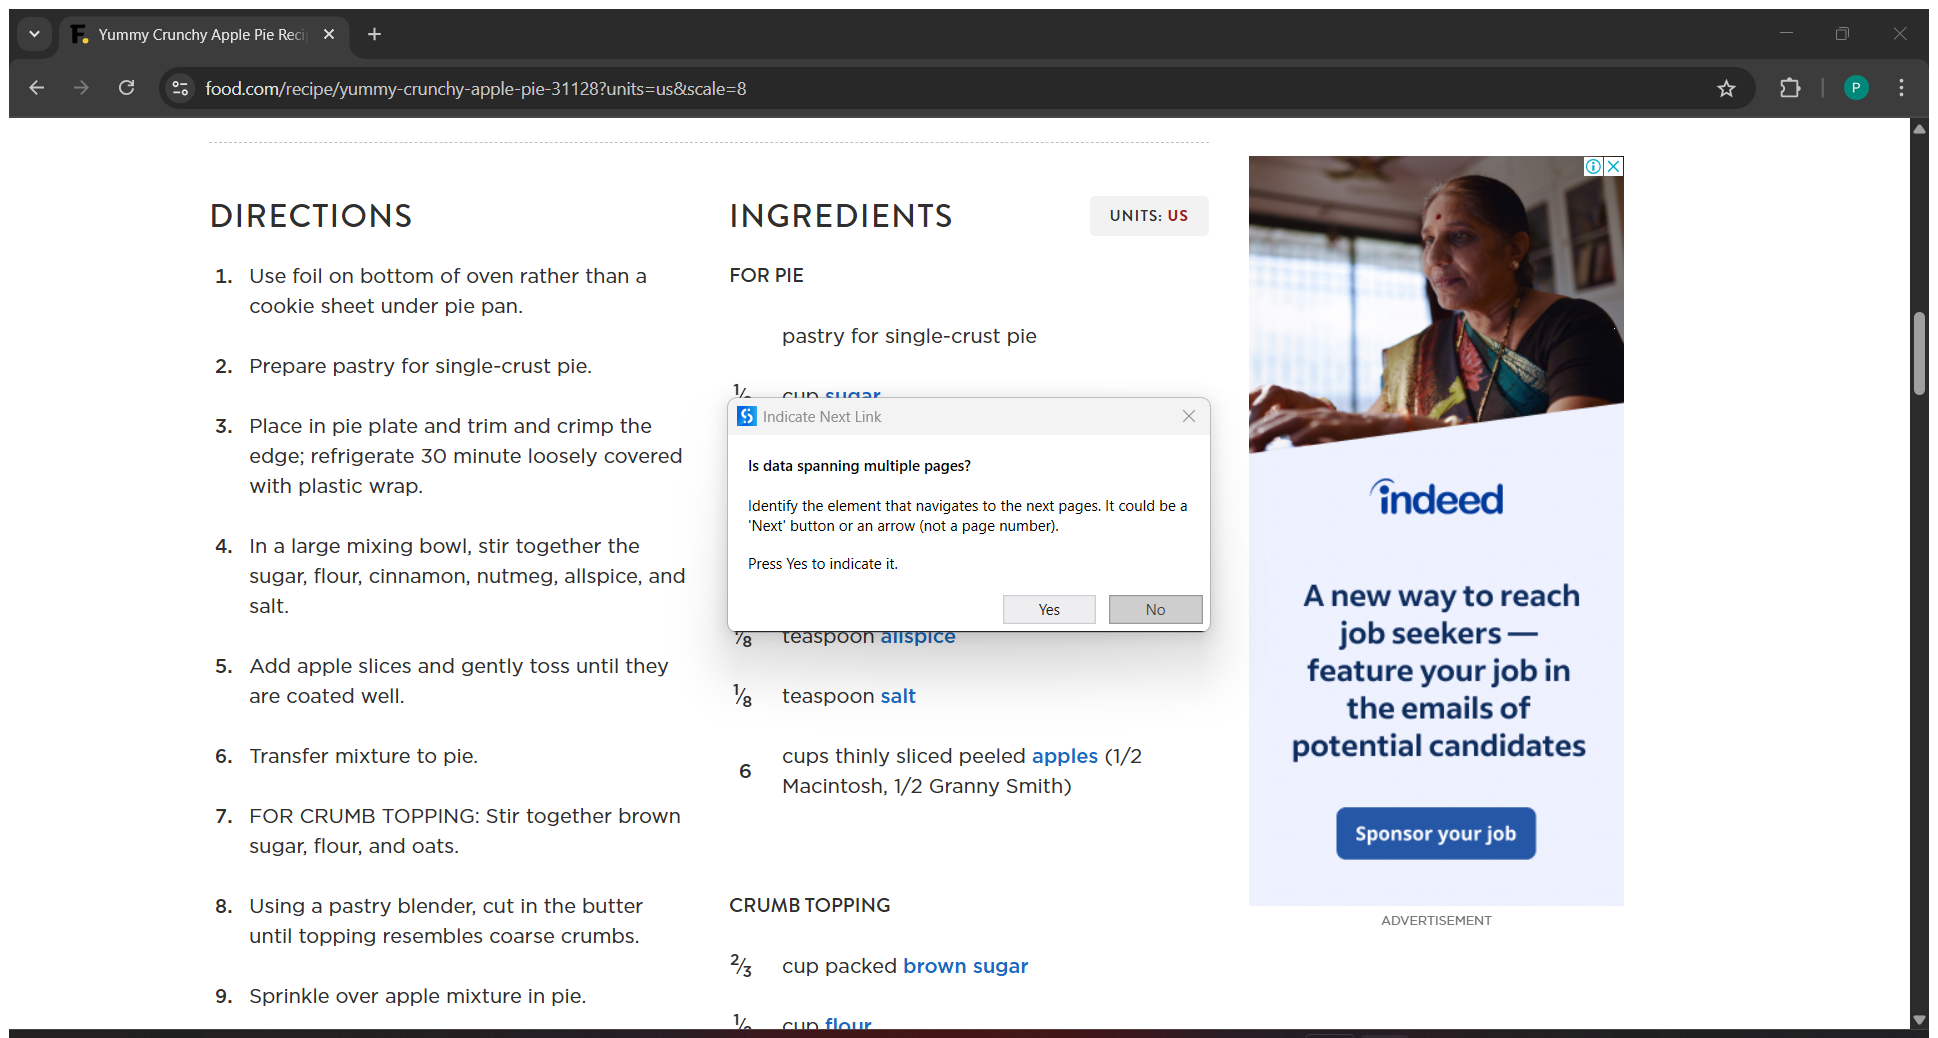 Yummy Crunchy Apple Pie Reci
food.com/recipe/yummy-crunchy-apple-pie-31128?units=us&scale=8
P
DIRECTIONS
1. Use foil on bottom of oven rather than a
cookie sheet under pie pan.
2. Prepare pastry for single-crust pie.
3. Place in pie plate and trim and crimp the
edge; refrigerate 30 minute loosely covered
with plastic wrap.
4. In a large mixing bowl, stir together the
sugar, flour, cinnamon, nutmeg, allspice, and
salt.
5. Add apple slices and gently toss until they
are coated well.
6. Transfer mixture to pie.
7. FOR CRUMB TOPPING: Stir together brown
sugar, flour, and oats.
8. Using a pastry blender, cut in the butter
until topping resembles coarse crumbs.
9. Sprinkle over apple mixture in pie.
INGREDIENTS
UNITS: US
FOR PIE
pastry for single-crust pie
cup sugar
Indicate Next Link
Is data spanning multiple pages?
Identify the element that navigates to the next pages. It could be a
'Next' button or an arrow (not a page number).
Press Yes to indicate it.
Yes
No
⅛ teaspoon allspice
⅛ teaspoon salt
6 cups thinly sliced peeled apples (1/2
Macintosh, 1/2 Granny Smith)
CRUMB TOPPING
⅔ cup packed brown sugar
cup flour
indeed
A new way to reach
job seekers —
feature your job in
the emails of
potential candidates
Sponsor your job
ADVERTISEMENT